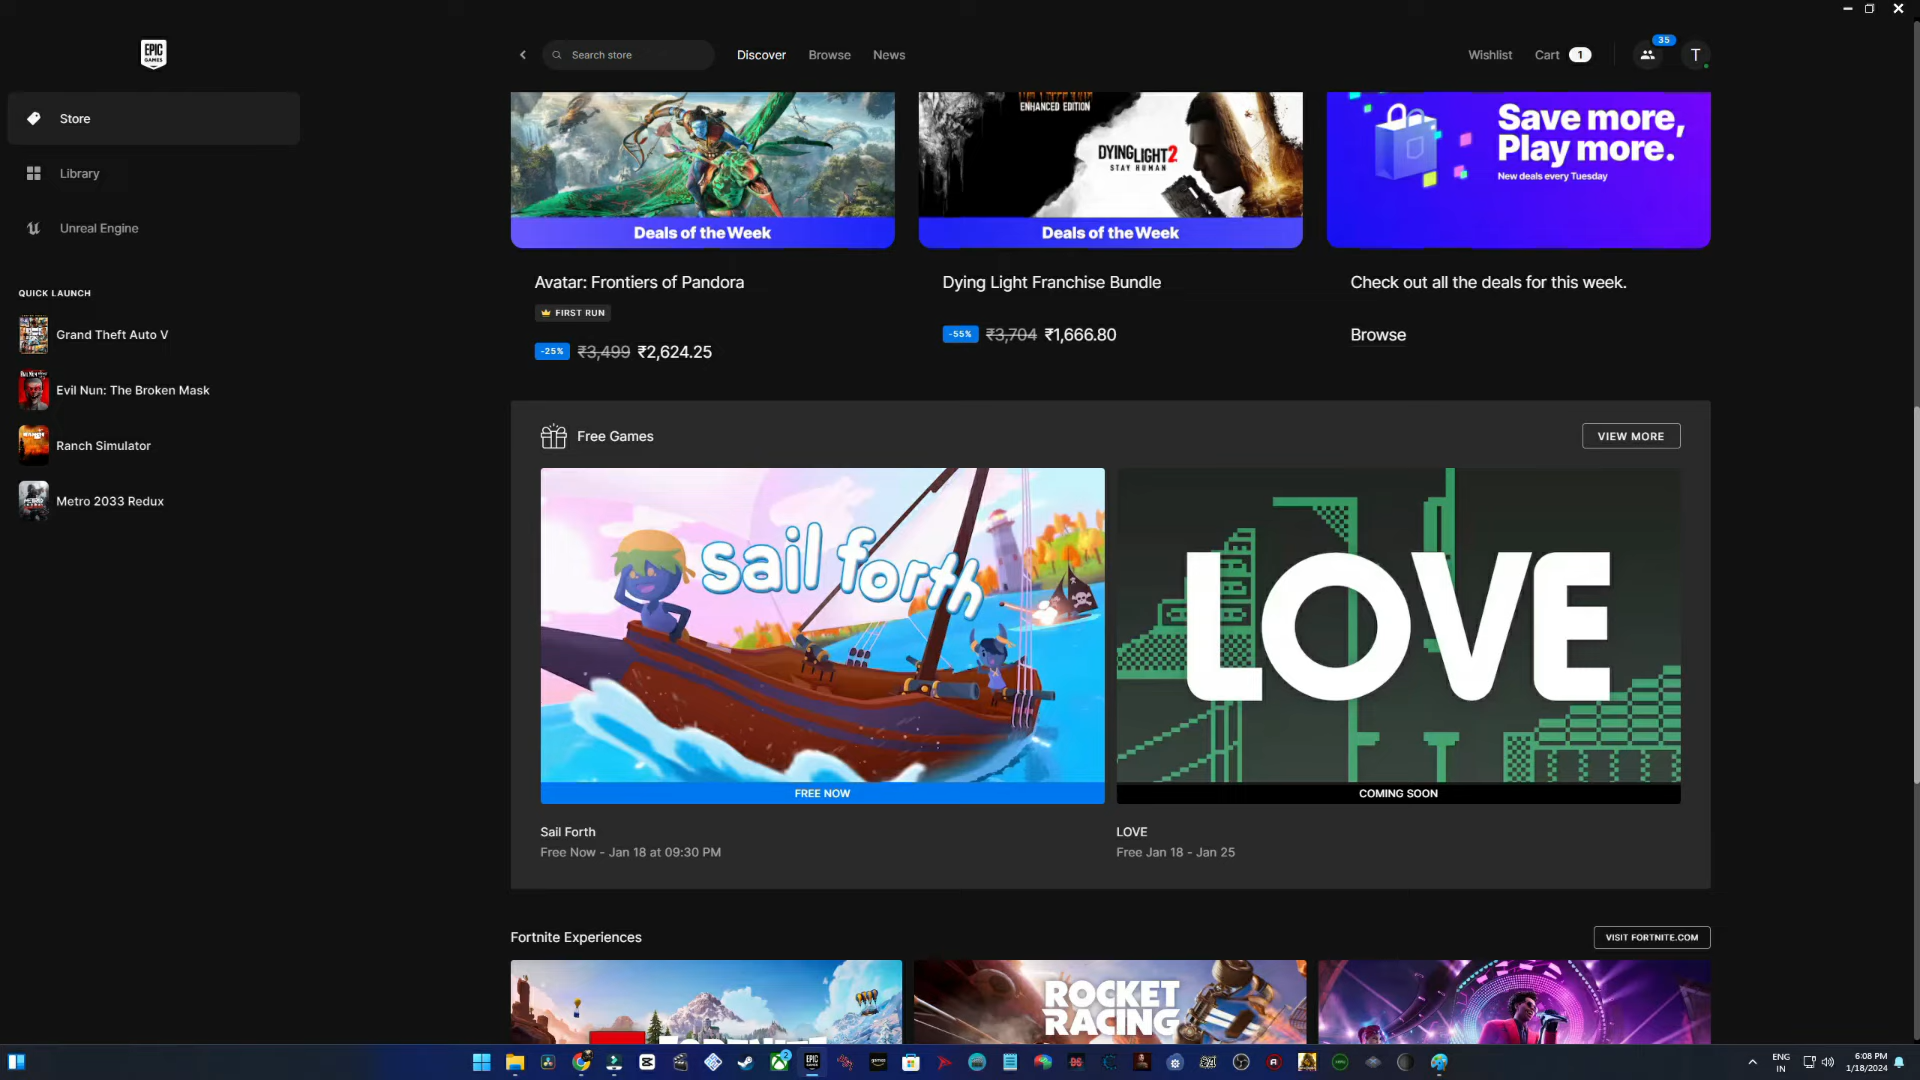 EPIC
GAMES
Search store
Discover
Browse
News
Wishlist
Cart
1
35
T
Store
Library
Unreal Engine
QUICK LAUNCH
Grand Theft Auto V
Evil Nun: The Broken Mask
Ranch Simulator
Metro 2033 Redux
Deals of the Week
Avatar: Frontiers of Pandora
FIRST RUN
-25% ₹3,499 ₹2,624.25
ENHANCED EDITION
DYING LIGHT 2
STAY HUMAN
Deals of the Week
Dying Light Franchise Bundle
-55% ₹3,704 ₹1,666.80
Save more,
Play more.
New deals every Tuesday
Check out all the deals for this week.
Browse
Free Games
VIEW MORE
sail forth
FREE NOW
Sail Forth
Free Now - Jan 18 at 09:30 PM
LOVE
COMING SOON
LOVE
Free Jan 18 - Jan 25
Fortnite Experiences
VISIT FORTNITE.COM
ROCKET
RACING
2
EPIC
ENG
IN
6:08 PM
1/18/2024